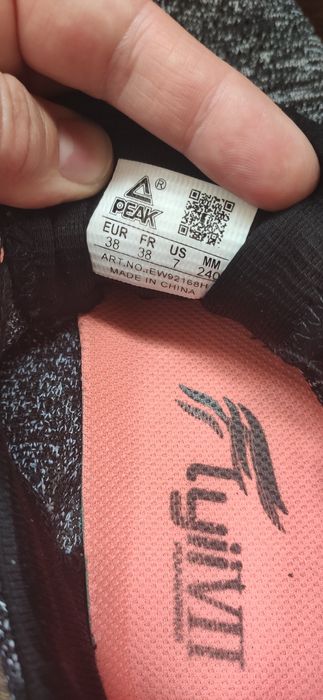 PEAK
EUR FR US MM
38 38 7 240
ART.NO.:EW92168H
MADE IN CHINA